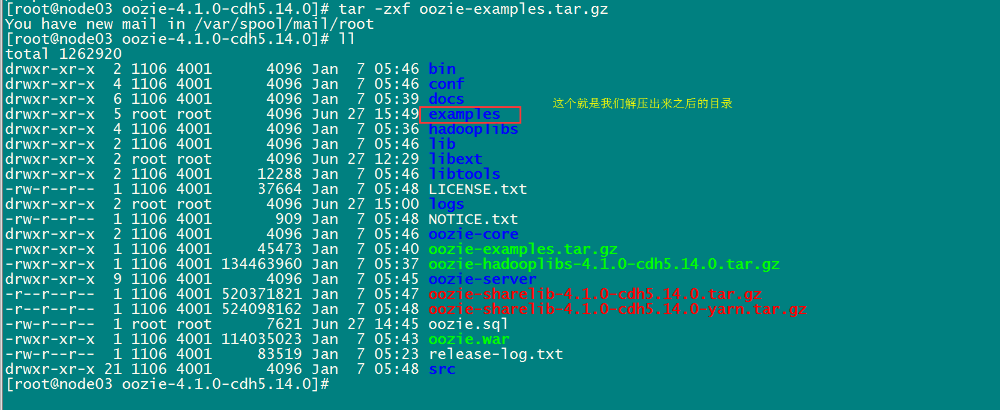 [root@node03 oozie-4.1.0-cdh5.14.0]# tar -zxf oozie-examples.tar.gz
You have new mail in /var/spool/mail/root
[root@node03 oozie-4.1.0-cdh5.14.0]# ll
total 1262920
drwxr-xr-x  2 1106 4001      4096 Jan  7 05:46 bin
drwxr-xr-x  4 1106 4001      4096 Jan  7 05:46 conf
drwxr-xr-x  6 1106 4001      4096 Jan  7 05:39 docs
这个就是我们解压出来之后的目录
drwxr-xr-x  5 root root      4096 Jun 27 15:49 examples
drwxr-xr-x  4 1106 4001      4096 Jan  7 05:36 hadooplibs
drwxr-xr-x  2 1106 4001      4096 Jan  7 05:46 lib
drwxr-xr-x  2 root root      4096 Jun 27 12:29 libext
drwxr-xr-x  2 1106 4001     12288 Jan  7 05:46 libtools
-rw-r--r--  1 1106 4001     37664 Jan  7 05:48 LICENSE.txt
drwxr-xr-x  2 root root      4096 Jun 27 15:00 logs
-rw-r--r--  1 1106 4001       909 Jan  7 05:48 NOTICE.txt
drwxr-xr-x  2 1106 4001      4096 Jan  7 05:46 oozie-core
-rwxr-xr-x  1 1106 4001     45473 Jan  7 05:40 oozie-examples.tar.gz
-rwxr-xr-x  1 1106 4001 134463960 Jan  7 05:37 oozie-hadooplibs-4.1.0-cdh5.14.0.tar.gz
drwxr-xr-x  9 1106 4001      4096 Jan  7 05:45 oozie-server
-r--r--r--  1 1106 4001 520371821 Jan  7 05:47 oozie-sharelib-4.1.0-cdh5.14.0.tar.gz
-r--r--r--  1 1106 4001 524098162 Jan  7 05:48 oozie-sharelib-4.1.0-cdh5.14.0-yarn.tar.gz
-rw-r--r--  1 root root      7621 Jun 27 14:45 oozie.sql
-rwxr-xr-x  1 1106 4001 114035023 Jan  7 05:43 oozie.war
-rw-r--r--  1 1106 4001     83519 Jan  7 05:23 release-log.txt
drwxr-xr-x 21 1106 4001      4096 Jan  7 05:48 src
[root@node03 oozie-4.1.0-cdh5.14.0]#